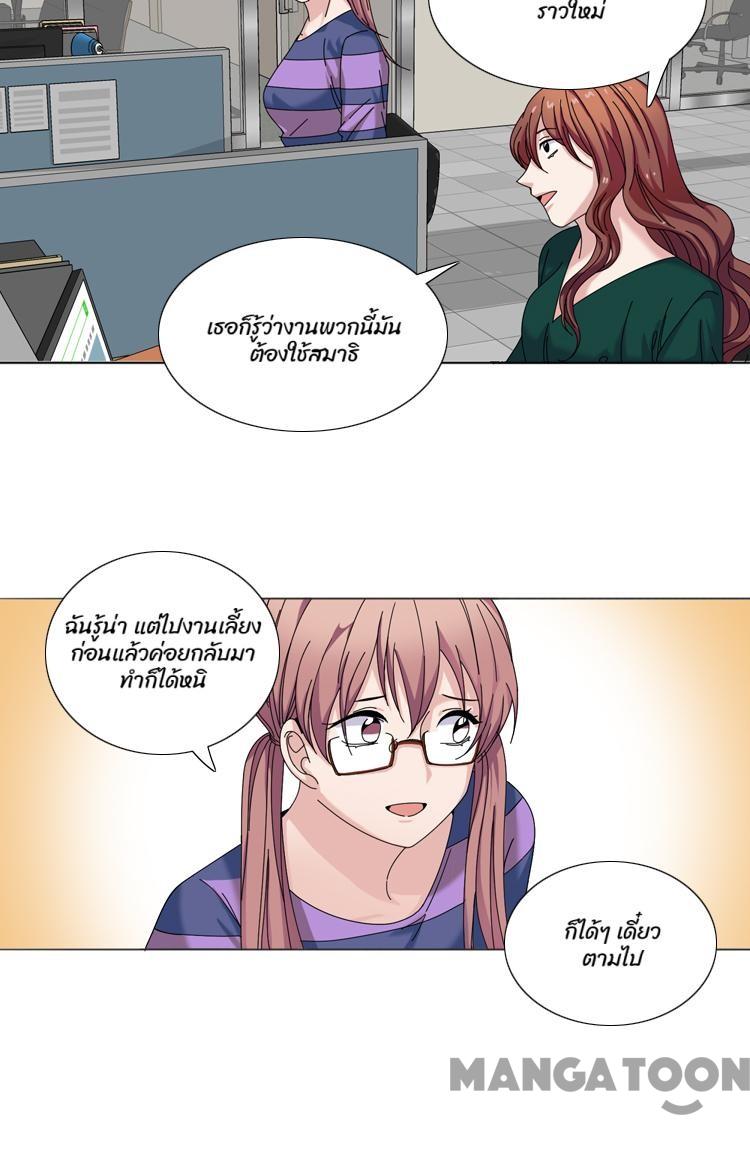 ราวใหม่
เธอก็รู้ว่างานพวกนี้มัน
ต้องใช้สมาธิ
ฉันรู้น่า แต่ไปงานเลี้ยง
ก่อนแล้วค่อยกลับมา
ทำก็ได้หนิ
ก็ได้ๆ เดี๋ยว
ตามไป
MANGATOON